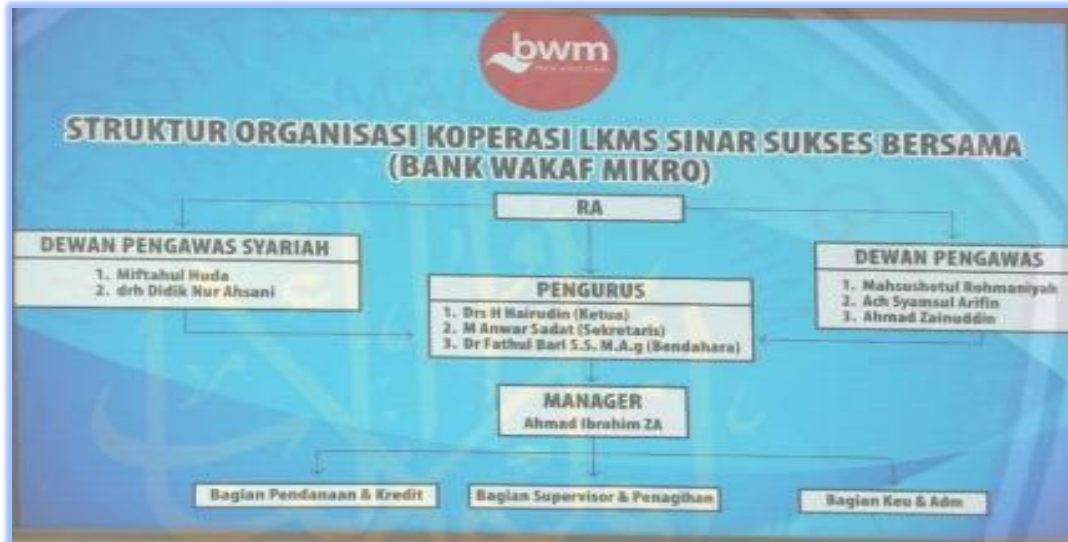 bwm
STRUKTUR ORGANISASI KOPERASI LKMS SINAR SUKSES BERSAMA
(BANK WAKAF MIKRO)
RA
DEWAN PENGAWAS SYARIAH
1. Miftahul Huda
2. drh Didik Nur Ahsani
DEWAN PENGAWAS
1. Mahsushotul Rohmaniyah
2. Ach Syamsul Arifin
3. Ahmad Zainuddin
PENGURUS
1. Drs H Hairudin (Ketua)
2. M Anwar Sadat (Sekretaris)
3. Dr Fathul Bari S.S. M.A.g (Bendahara)
MANAGER
Ahmad Ibrahim ZA
Bagian Pendanaan & Kredit
Bagian Supervisor & Penagihan
Bagian Keu & Adm